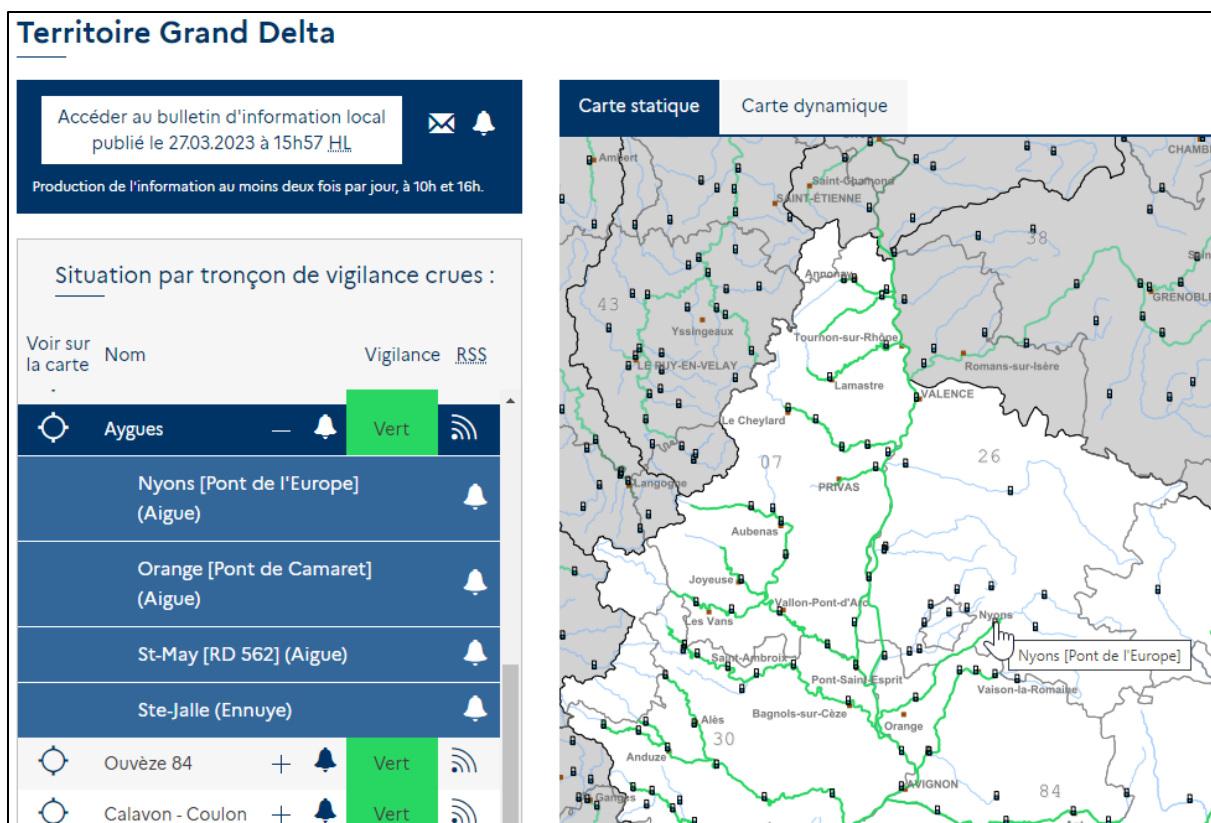 Territoire Grand Delta
Accéder au bulletin d'information local
publié le 27.03.2023 à 15h57 HL
Production de l'information au moins deux fois par jour, à 10h et 16h.
Situation par tronçon de vigilance crues :
Voir sur
la carte
Nom
Vigilance
RSS
Aygues
Vert
Nyons [Pont de l'Europe]
(Aigue)
Orange [Pont de Camaret]
(Aigue)
St-May [RD 562] (Aigue)
Ste-Jalle (Ennuye)
Ouvèze 84
Vert
Calavon - Coulon
Vert
Carte statique
Carte dynamique
Ambert
CHAMB
Saint-Chamond
SAINT-ÉTIENNE
38
Annonay
GRENOBLE
43
Yssingeaux
Tournon-sur-Rhône
LE PUY-EN-VELAY
Romans-sur-Isère
Lamastre
VALENCE
Le Cheylard
07
26
Langogne
PRIVAS
Aubenas
Joyeuse
Vallon-Pont-d'Arc
Les Vans
Nyons
Nyons [Pont de l'Europe]
Saint-Ambroix
Pont-Saint-Esprit
Vaison-la-Romaine
Bagnols-sur-Cèze
Orange
Alès
30
Anduze
AVIGNON
84
Ganges